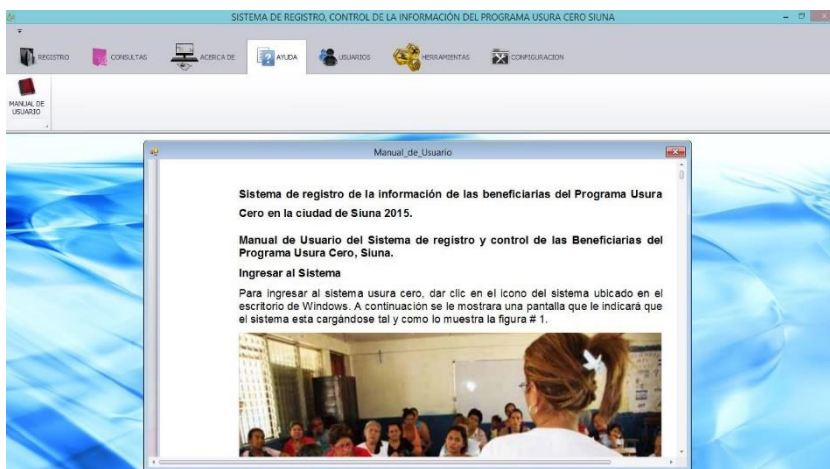 SISTEMA DE REGISTRO, CONTROL DE LA INFORMACIÓN DEL PROGRAMA USURA CERO SIUNA
REGISTRO CONSULTAS ACERCA DE AYUDA USUARIOS HERRAMIENTAS CONFIGURACION
MANUAL DE
USUARIO
Manual_de_Usuario
Sistema de registro de la información de las beneficiarias del Programa Usura
Cero en la ciudad de Siuna 2015.
Manual de Usuario del Sistema de registro y control de las Beneficiarias del
Programa Usura Cero, Siuna.
Ingresar al Sistema
Para ingresar al sistema usura cero, dar clic en el icono del sistema ubicado en el
escritorio de Windows. A continuación se le mostrara una pantalla que le indicará que
el sistema esta cargándose tal y como lo muestra la figura # 1.